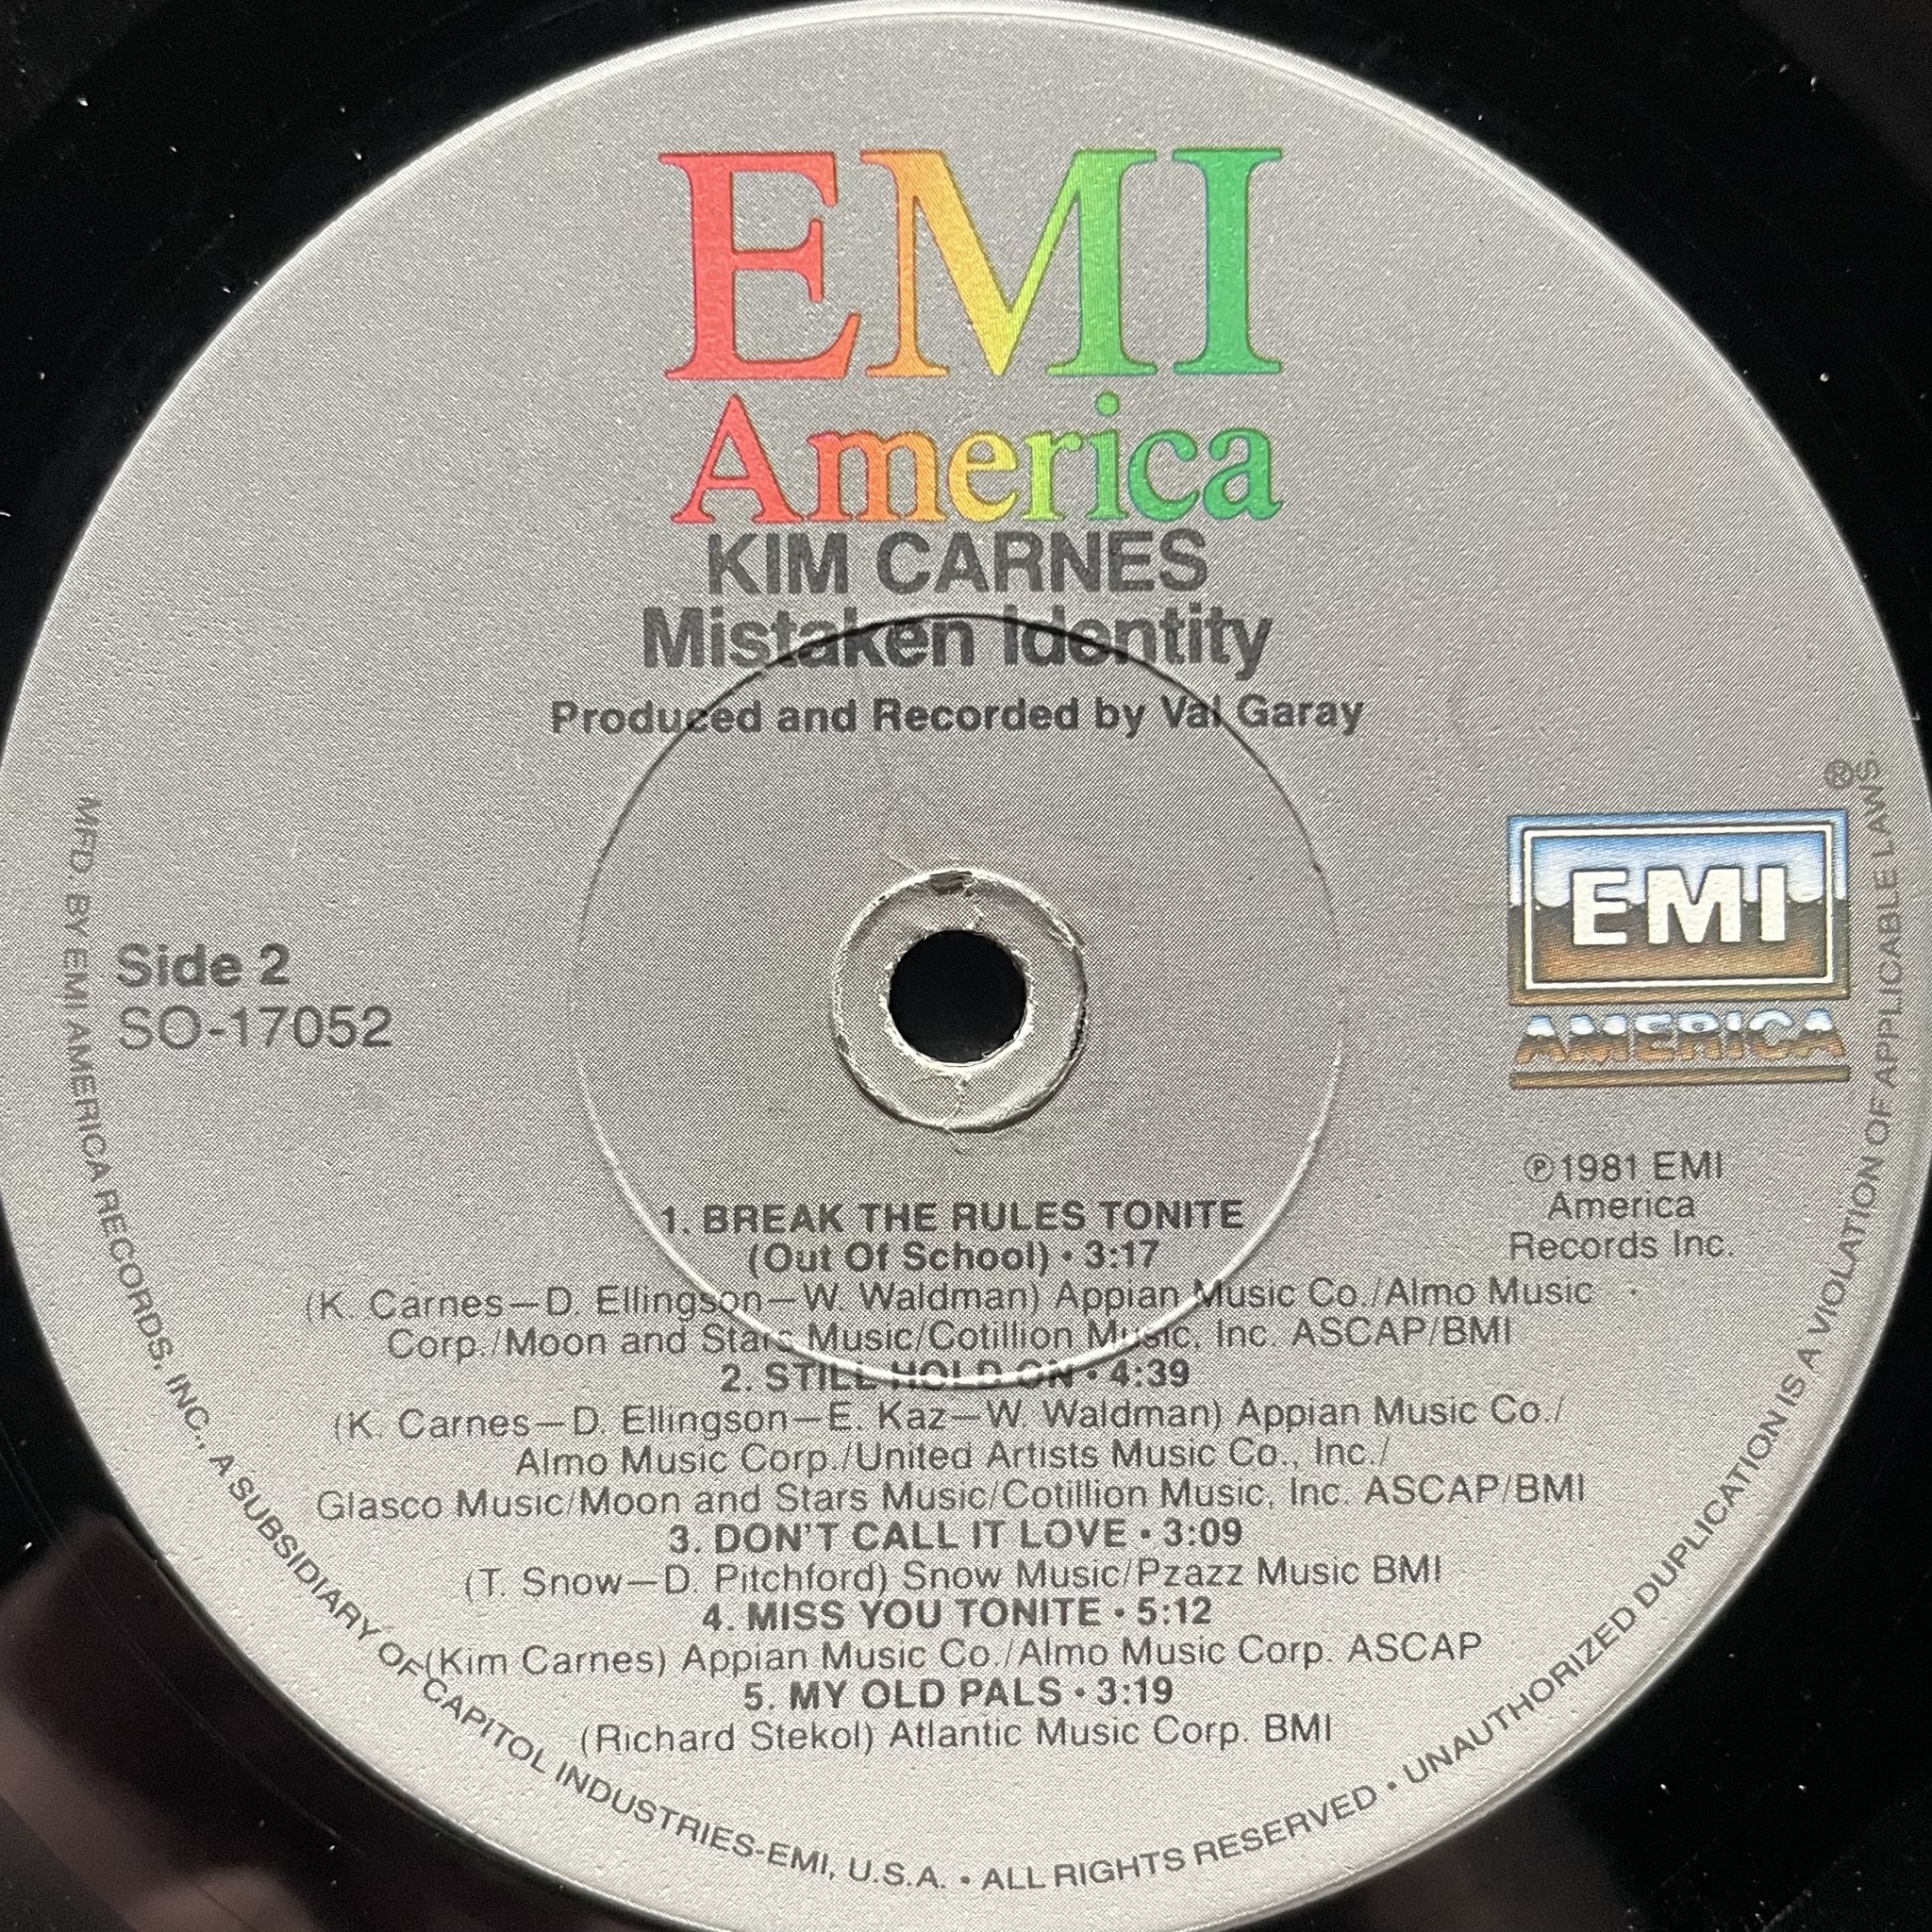 EMI
America
KIM CARNES
Mistaken Identity
Produced and Recorded by Val Garay
Side 2
SO-17052
®
EMI
AMERICA
℗1981 EMI
America
Records Inc.
1. BREAK THE RULES TONITE
(Out Of School) • 3:17
(K. Carnes—D. Ellingson—W. Waldman) Appian Music Co./Almo Music
Corp./Moon and Stars Music/Cotillion Music, Inc. ASCAP/BMI
2. STILL HOLD ON • 4:39
(K. Carnes—D. Ellingson—E. Kaz—W. Waldman) Appian Music Co./
Almo Music Corp./United Artists Music Co., Inc./
Glasco Music/Moon and Stars Music/Cotillion Music, Inc. ASCAP/BMI
3. DON'T CALL IT LOVE • 3:09
(T. Snow—D. Pitchford) Snow Music/Pzazz Music BMI
4. MISS YOU TONITE • 5:12
(Kim Carnes) Appian Music Co./Almo Music Corp. ASCAP
5. MY OLD PALS • 3:19
(Richard Stekol) Atlantic Music Corp. BMI
MFD. BY EMI AMERICA RECORDS, INC., A SUBSIDIARY OF CAPITOL INDUSTRIES-EMI, U.S.A. • ALL RIGHTS RESERVED • UNAUTHORIZED DUPLICATION IS A VIOLATION OF APPLICABLE LAWS.